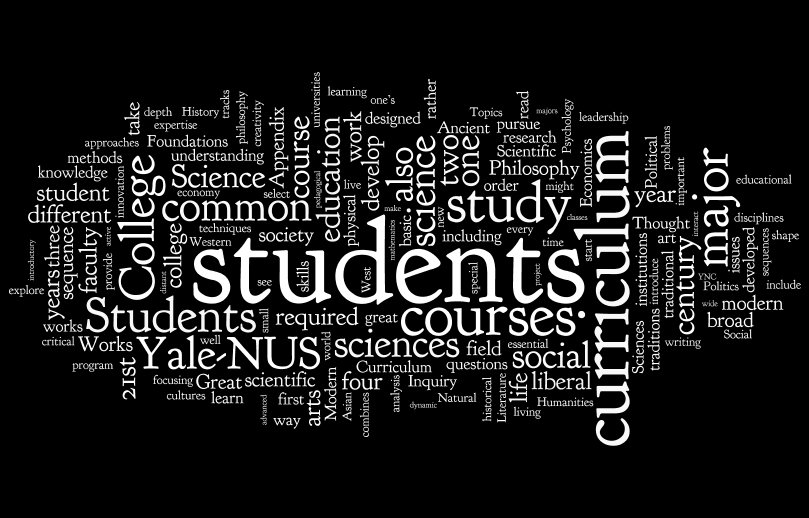 students
curriculum
courses.
Students
Yale-NUS
College
study
major
common
sciences
science
Science
social
education
course
also
one
two
century
work
develop
college
student
different
faculty
years
three
sequence
21st
Works
works
required
great
field
liberal
life
four
arts
Modern
Great
scientific
learn
first
way
including
society
skills
Philosophy
order
year
Thought
art
broad
modern
developed
issues
traditional
institutions
traditions
introduce
Sciences
Political
problems
important
Economics
leadership
Psychology
majors
Topics
read
rather
designed
one's
learning
universities
Ancient
pursue
research
Scientific
might
classes
Appendix
creativity
philosophy
tracks
History
depth
expertise
take
Foundations
approaches
understanding
methods
knowledge
innovation
economy
select
pedagogical
live
physical
make
basic
new
mathematics
West
Western
techniques
distant
provide
active
introductory
explore
critical
program
focusing
cultures
advanced
small
well
see
world
Asian
combines
analysis
Curriculum
Inquiry
dynamic
Natural
questions
essential
historical
Literature
living
Humanities
special
project
every
time
start
interact
educational
disciplines
shape
sequences
include
YNC
Politics
wide
Social
writing